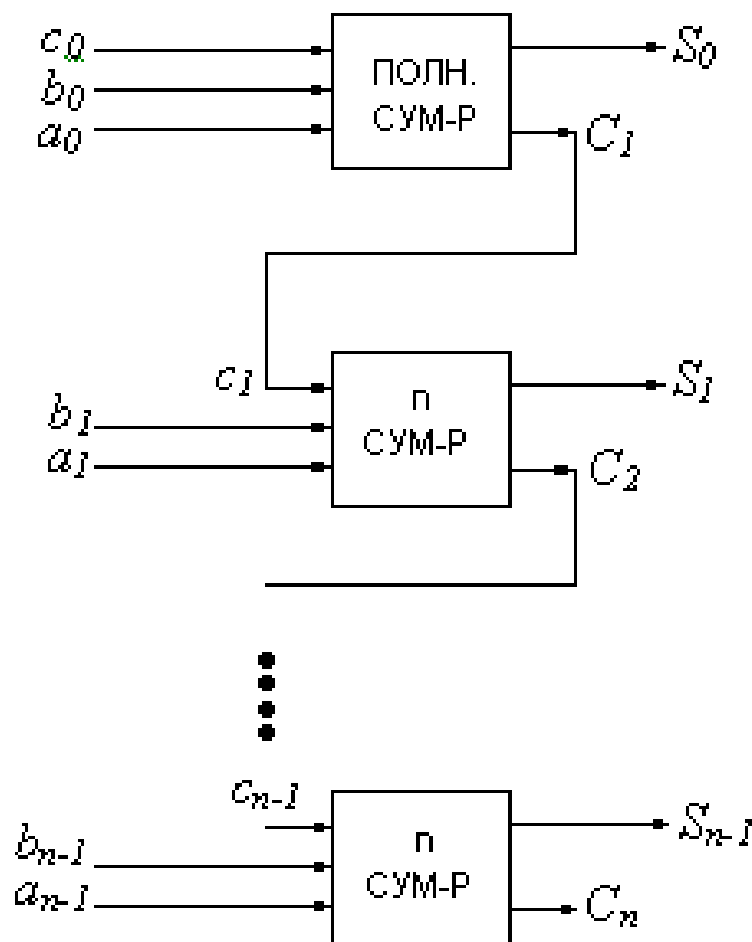 c0
b0
a0
ПОЛН.
СУМ-Р
S0
C1
c1
b1
a1
п
СУМ-Р
S1
C2
cn-1
bn-1
an-1
п
СУМ-Р
Sn-1
Cn